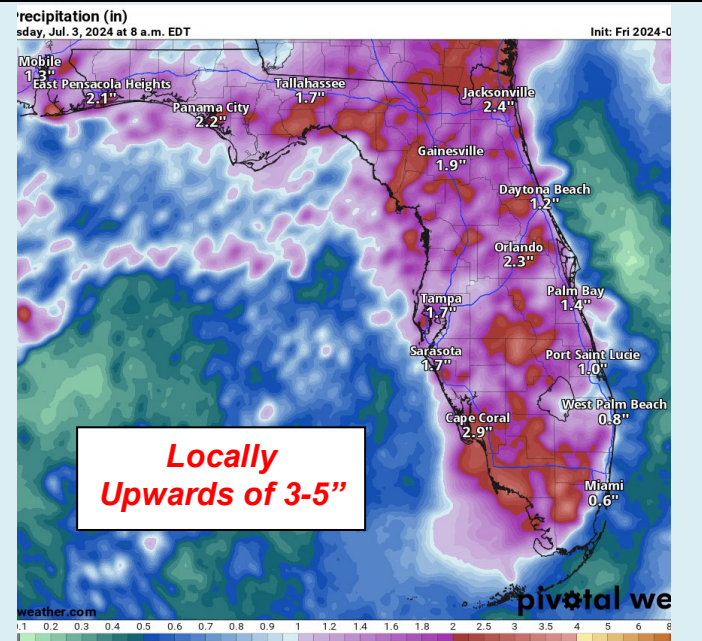 recipitation (in)
sday, Jul. 3, 2024 at 8 a.m. EDT
Init: Fri 2024-0
Mobile
1.3"
East Pensacola Heights
2.1"
Panama City
2.2"
Tallahassee
1.7"
Jacksonville
2.4"
Gainesville
1.9"
Daytona Beach
1.2"
Orlando
2.3"
Palm Bay
1.4"
Tampa
1.7"
Sarasota
1.7"
Port Saint Lucie
1.0"
West Palm Beach
0.8"
Cape Coral
2.9"
Miami
0.6"
Locally
Upwards of 3-5”
pivotal we
weather.com
0.1 0.2 0.3 0.4 0.5 0.6 0.7 0.8 0.9 1 1.2 1.4 1.6 1.8 2 2.5 3 3.5 4 5 6 8